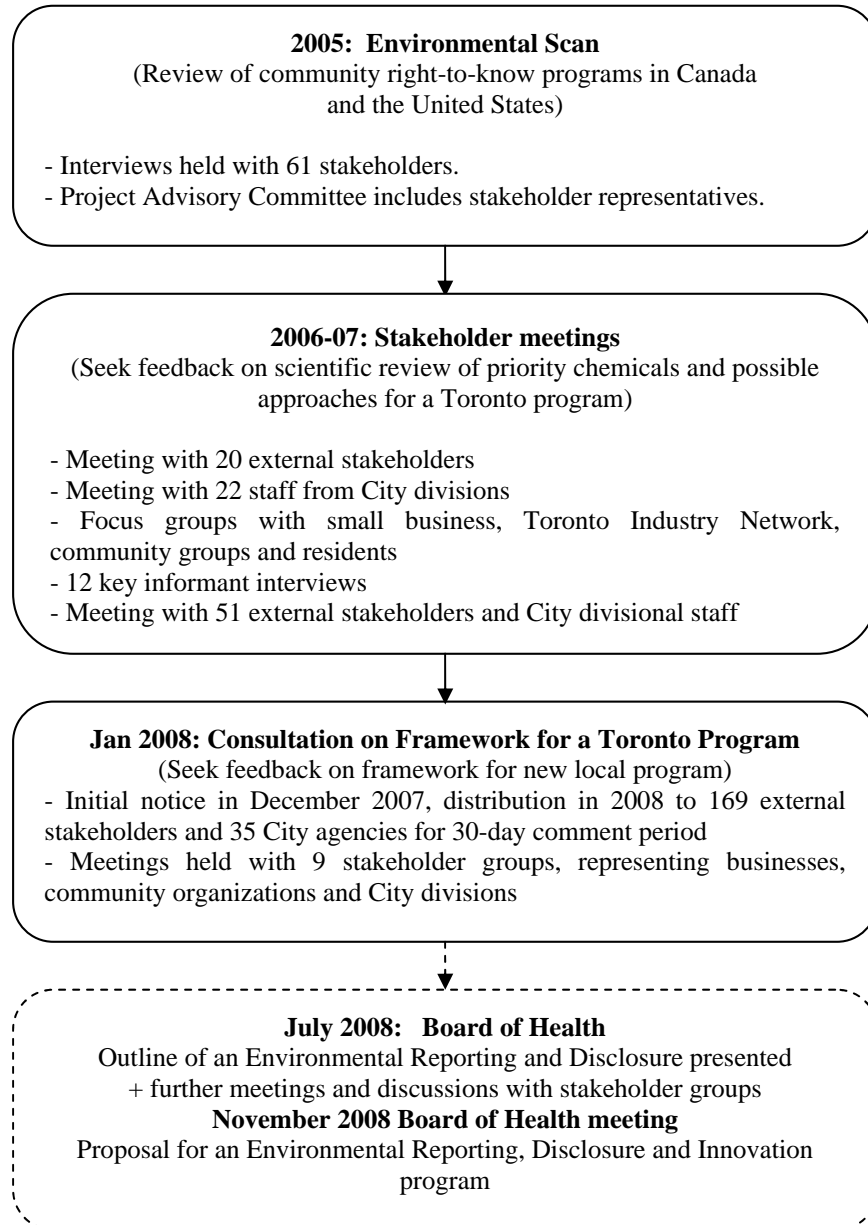 2005:  Environmental Scan
(Review of community right-to-know programs in Canada
and the United States)
- Interviews held with 61 stakeholders.
- Project Advisory Committee includes stakeholder representatives.
2006-07: Stakeholder meetings
(Seek feedback on scientific review of priority chemicals and possible
approaches for a Toronto program)
- Meeting with 20 external stakeholders
- Meeting with 22 staff from City divisions
- Focus groups with small business, Toronto Industry Network,
community groups and residents
- 12 key informant interviews
- Meeting with 51 external stakeholders and City divisional staff
Jan 2008: Consultation on Framework for a Toronto Program
(Seek feedback on framework for new local program)
- Initial notice in December 2007, distribution in 2008 to 169 external
stakeholders and 35 City agencies for 30-day comment period
- Meetings held with 9 stakeholder groups, representing businesses,
community organizations and City divisions
July 2008:   Board of Health
Outline of an Environmental Reporting and Disclosure presented
+ further meetings and discussions with stakeholder groups
November 2008 Board of Health meeting
Proposal for an Environmental Reporting, Disclosure and Innovation
program